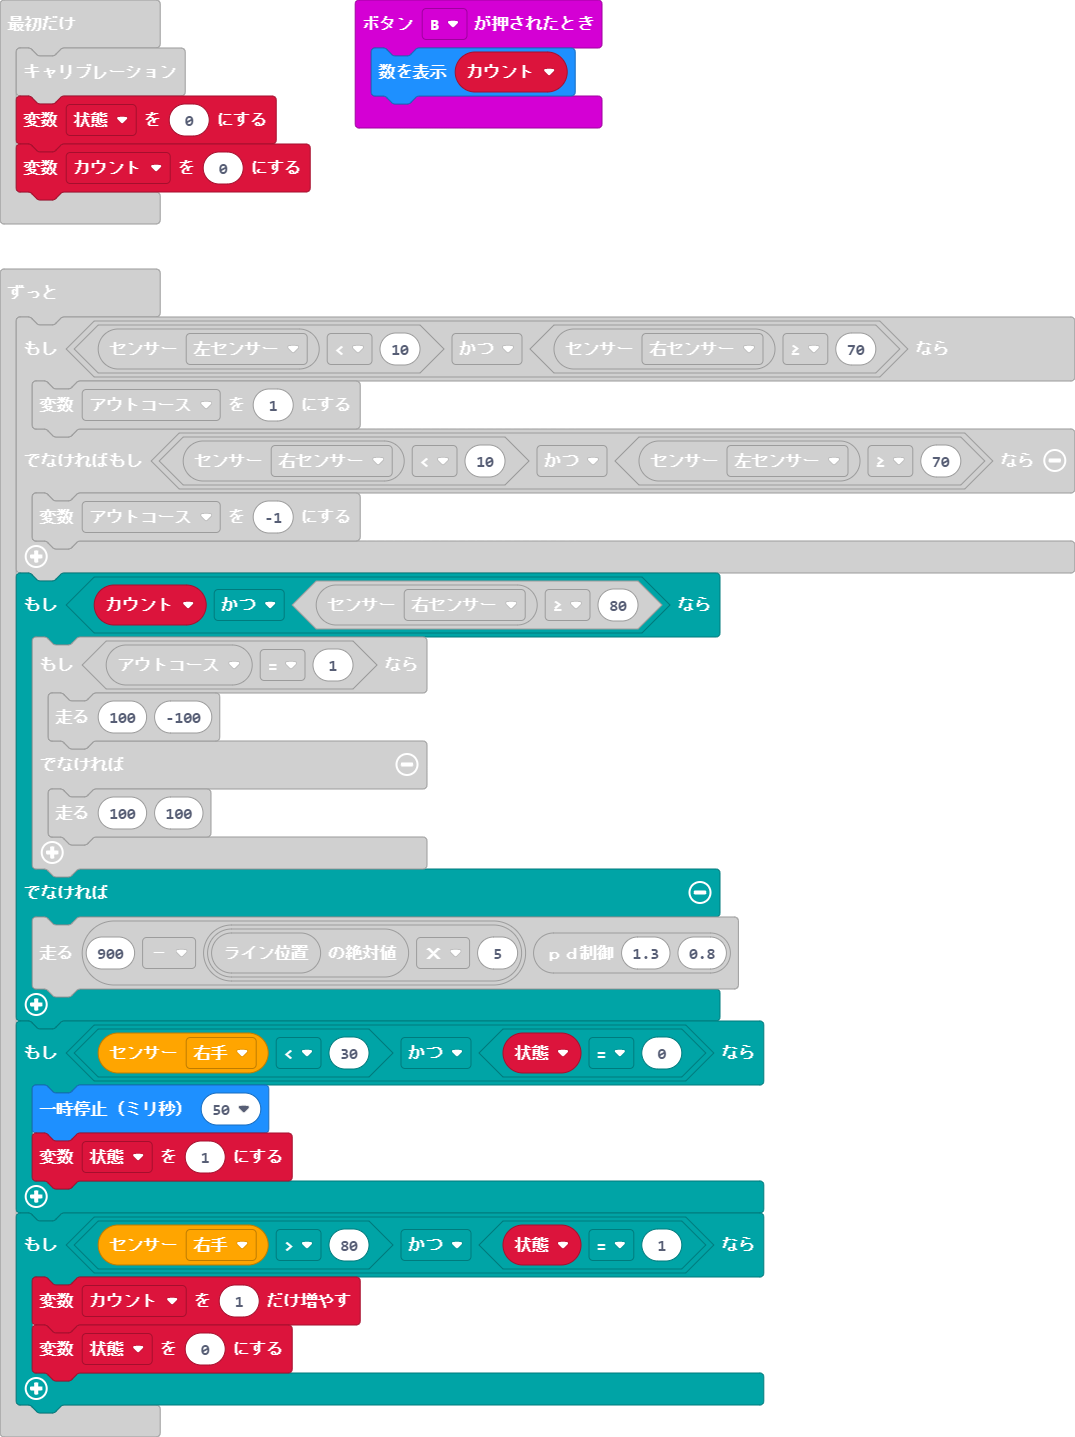 最初だけ
キャリブレーション
変数 状態 を 0 にする
変数 カウント を 0 にする
ボタン B が押されたとき
数を表示 カウント
ずっと
もし センサー 左センサー < 10 かつ センサー 右センサー ≥ 70 なら
変数 アウトコース を 1 にする
でなければもし センサー 右センサー < 10 かつ センサー 左センサー ≥ 70 なら
変数 アウトコース を -1 にする
もし カウント かつ センサー 右センサー ≥ 80 なら
もし アウトコース = 1 なら
走る 100 -100
でなければ
走る 100 100
でなければ
走る 900 - ライン位置 の絶対値 × 5 ｐｄ制御 1.3 0.8
もし センサー 右手 < 30 かつ 状態 = 0 なら
一時停止（ミリ秒） 50
変数 状態 を 1 にする
もし センサー 右手 > 80 かつ 状態 = 1 なら
変数 カウント を 1 だけ増やす
変数 状態 を 0 にする